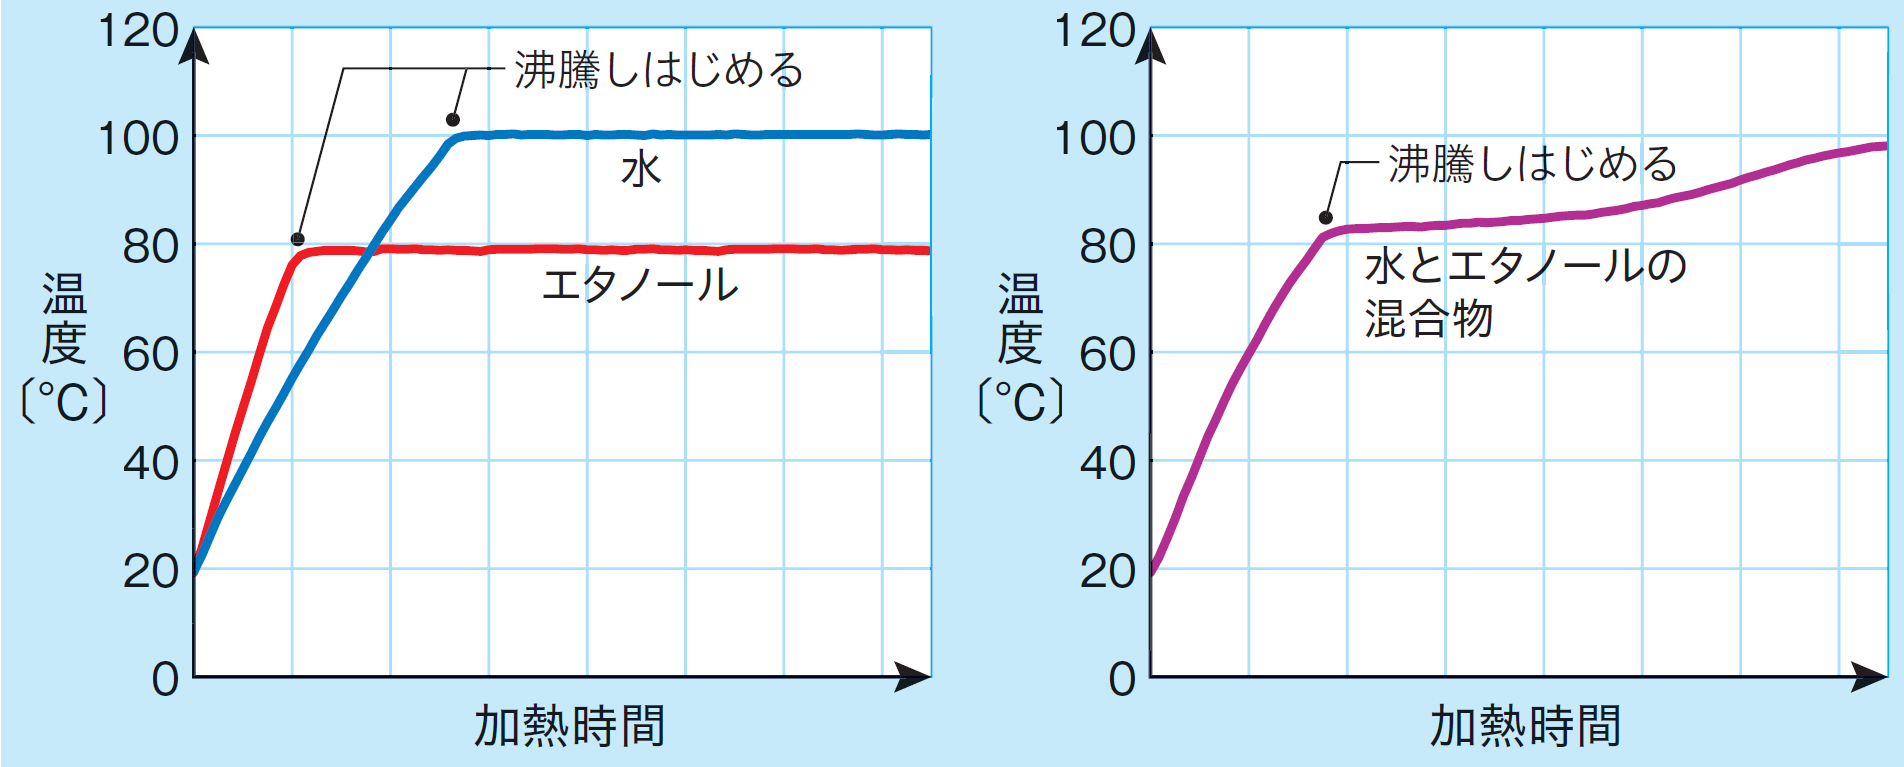 120
100
80
60
40
20
0
温度
〔℃〕
沸騰しはじめる
水
エタノール
加熱時間
120
100
80
60
40
20
0
温度
〔℃〕
沸騰しはじめる
水とエタノールの
混合物
加熱時間